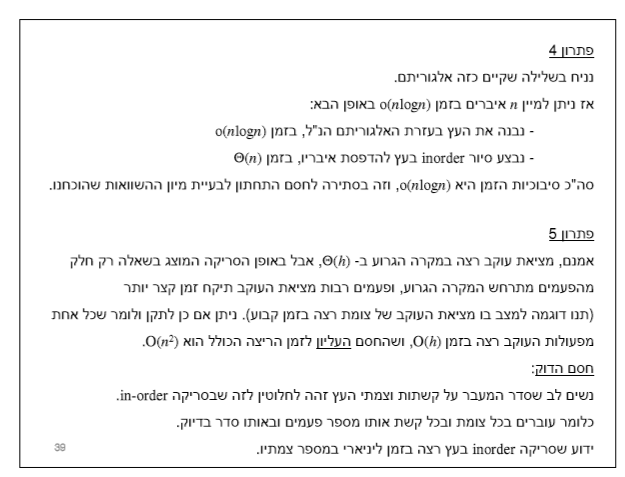 פתרון 4
נניח בשלילה שקיים כזה אלגוריתם.
אז ניתן למיין n איברים בזמן o(nlogn) באופן הבא:
- נבנה את העץ בעזרת האלגוריתם הנ"ל, בזמן o(nlogn)
- נבצע סיור inorder בעץ להדפסת איבריו, בזמן Θ(n)
סה"כ סיבוכיות הזמן היא o(nlogn), וזה בסתירה לחסם התחתון לבעיית מיון ההשוואות שהוכחנו.
פתרון 5
אמנם, מציאת עוקב רצה במקרה הגרוע ב- Θ(h), אבל באופן הסריקה המוצג בשאלה רק חלק
מהפעמים מתרחש המקרה הגרוע, ופעמים רבות מציאת העוקב תיקח זמן קצר יותר
(תנו דוגמה למצב בו מציאת העוקב של צומת רצה בזמן קבוע). ניתן אם כן לתקן ולומר שכל אחת
מפעולות העוקב רצה בזמן O(h), ושהחסם העליון לזמן הריצה הכולל הוא O(n²).
חסם הדוק:
נשים לב שסדר המעבר על קשתות וצמתי העץ זהה לחלוטין לזה שבסריקה in-order.
כלומר עוברים בכל צומת ובכל קשת אותו מספר פעמים ובאותו סדר בדיוק.
ידוע שסריקה inorder בעץ רצה בזמן ליניארי במספר צמתיו.
39